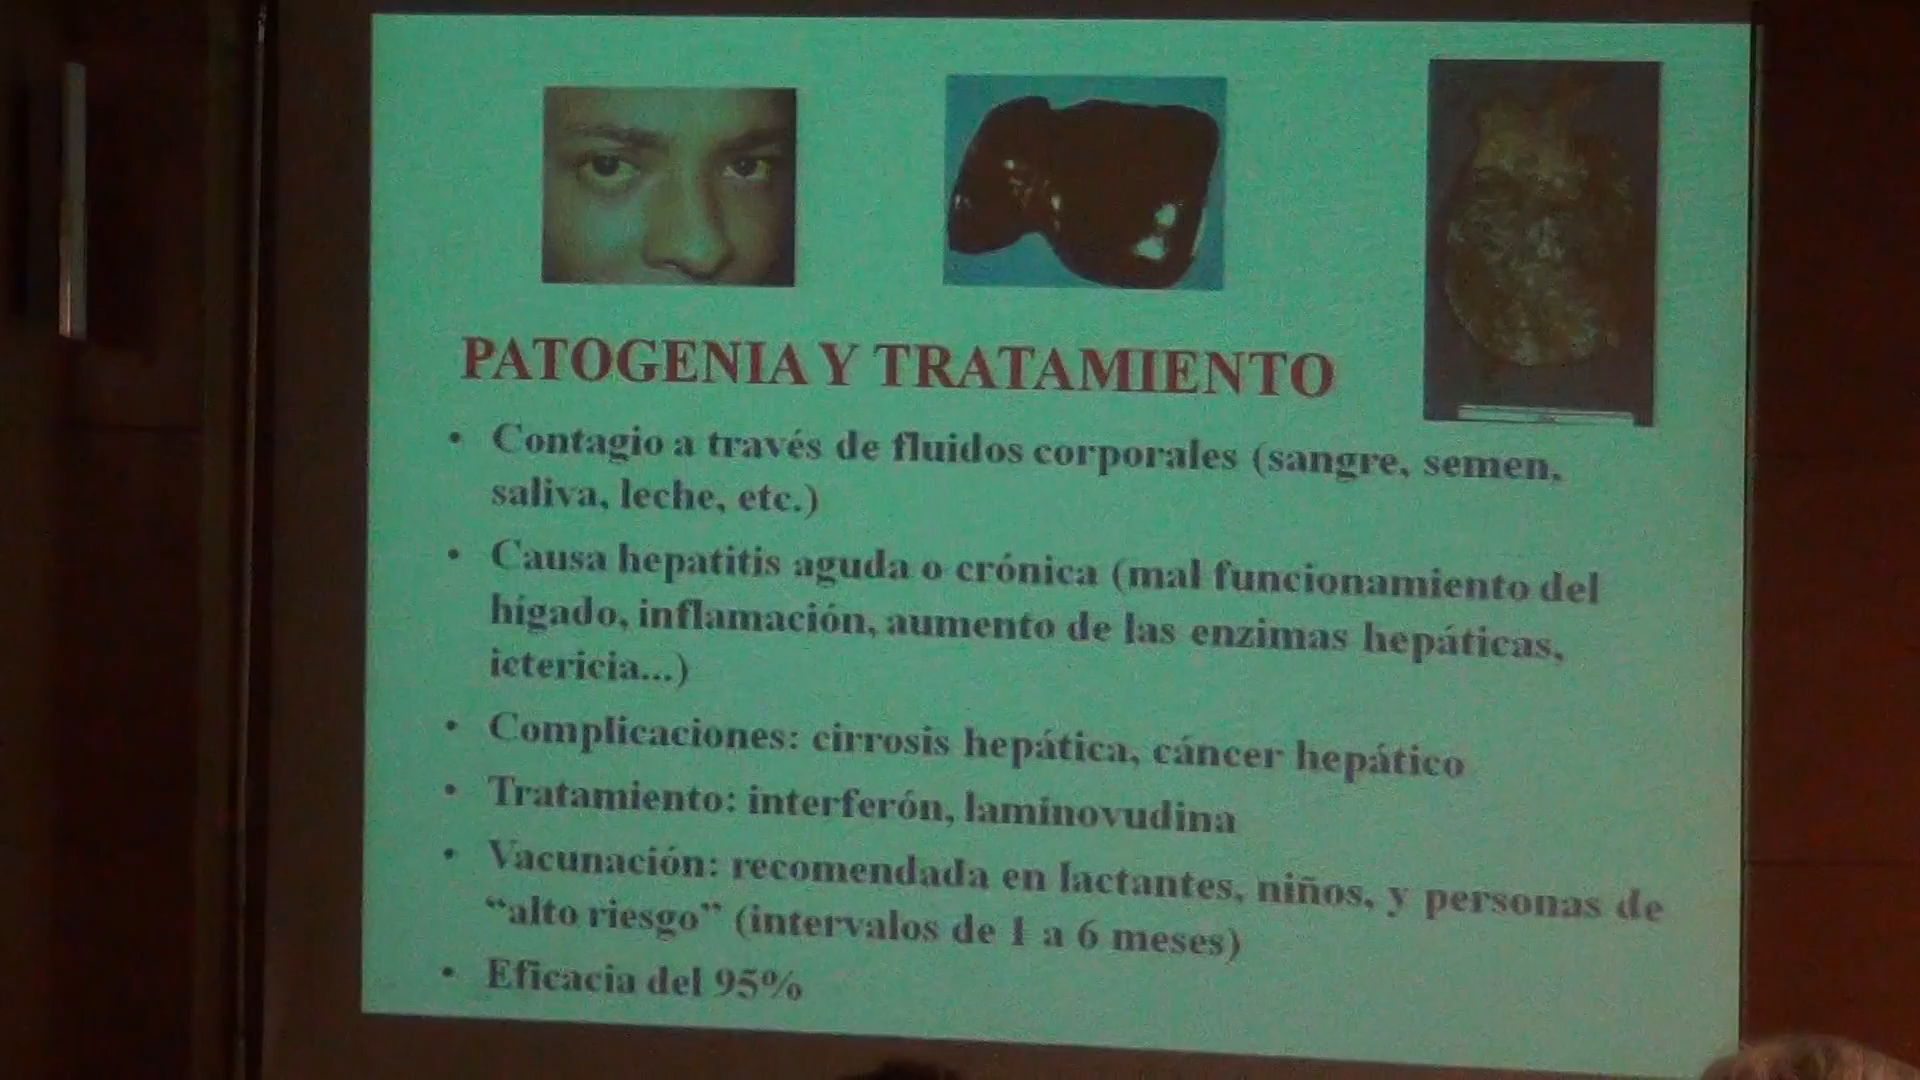 PATOGENIA Y TRATAMIENTO
• Contagio a través de fluidos corporales (sangre, semen,
saliva, leche, etc.)
• Causa hepatitis aguda o crónica (mal funcionamiento del
hígado, inflamación, aumento de las enzimas hepáticas,
ictericia...)
• Complicaciones: cirrosis hepática, cáncer hepático
• Tratamiento: interferón, laminovudina
• Vacunación: recomendada en lactantes, niños, y personas de
“alto riesgo” (intervalos de 1 a 6 meses)
• Eficacia del 95%